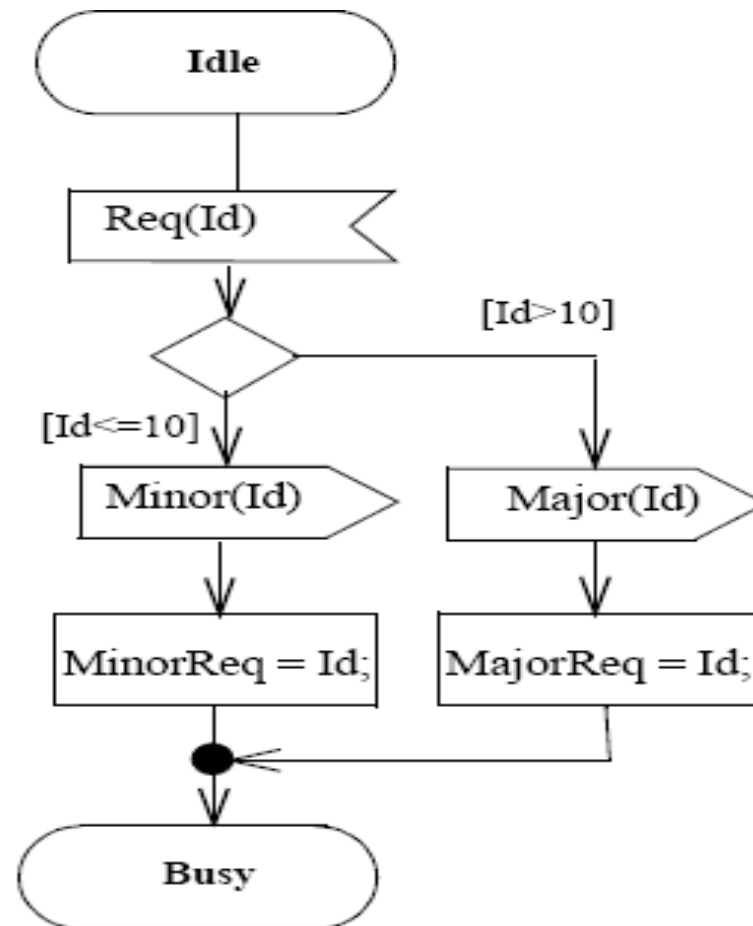 Idle
Req(Id)
[Id>10]
[Id<=10]
Minor(Id)
Major(Id)
MinorReq = Id;
MajorReq = Id;
Busy